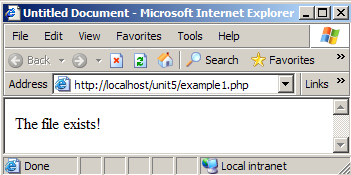 Untitled Document - Microsoft Internet Explorer
File Edit View Favorites Tools Help
Back Search Favorites »
Address http://localhost/unit5/example1.php Links »
The file exists!
Done Local intranet